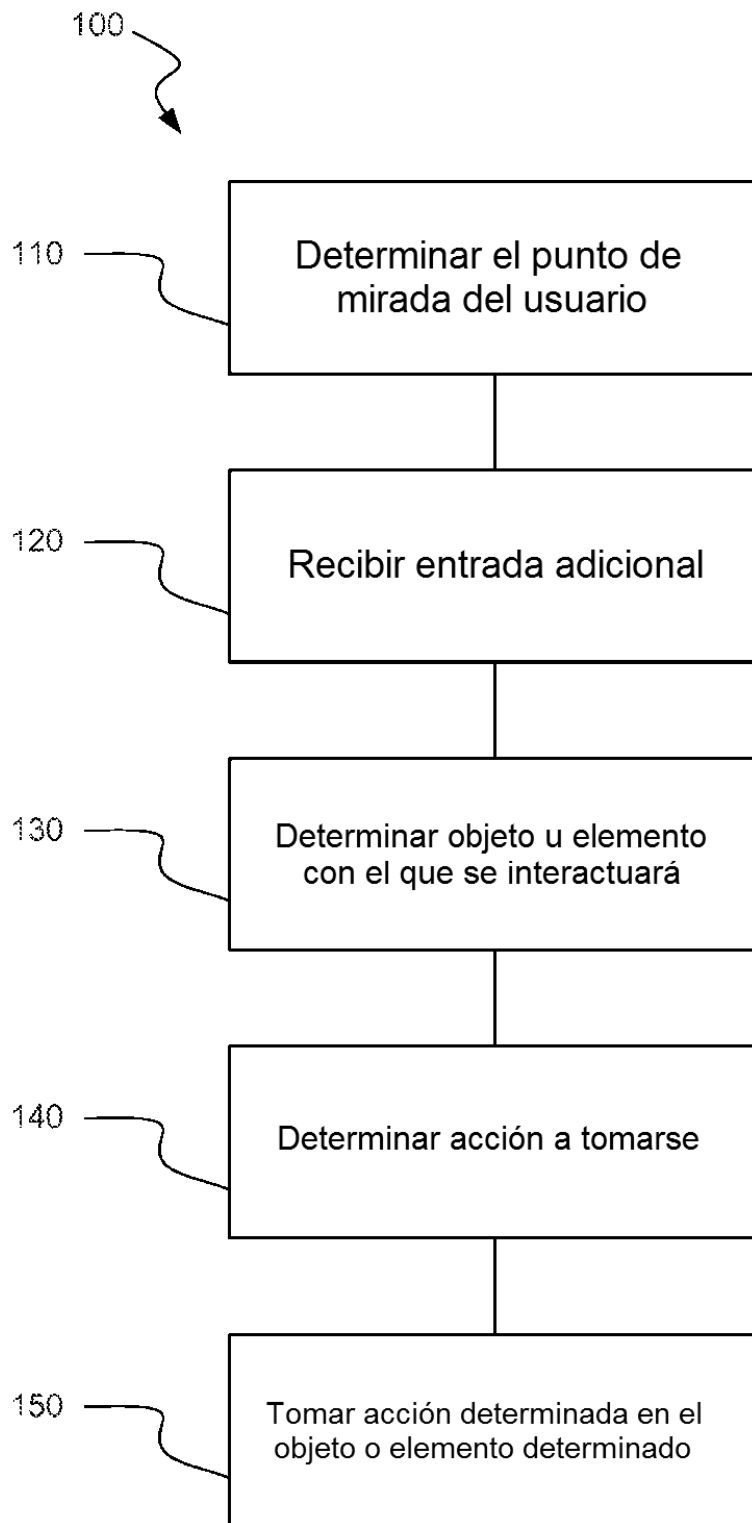 100
110
Determinar el punto de
mirada del usuario
120
Recibir entrada adicional
130
Determinar objeto u elemento
con el que se interactuará
140
Determinar acción a tomarse
150
Tomar acción determinada en el
objeto o elemento determinado